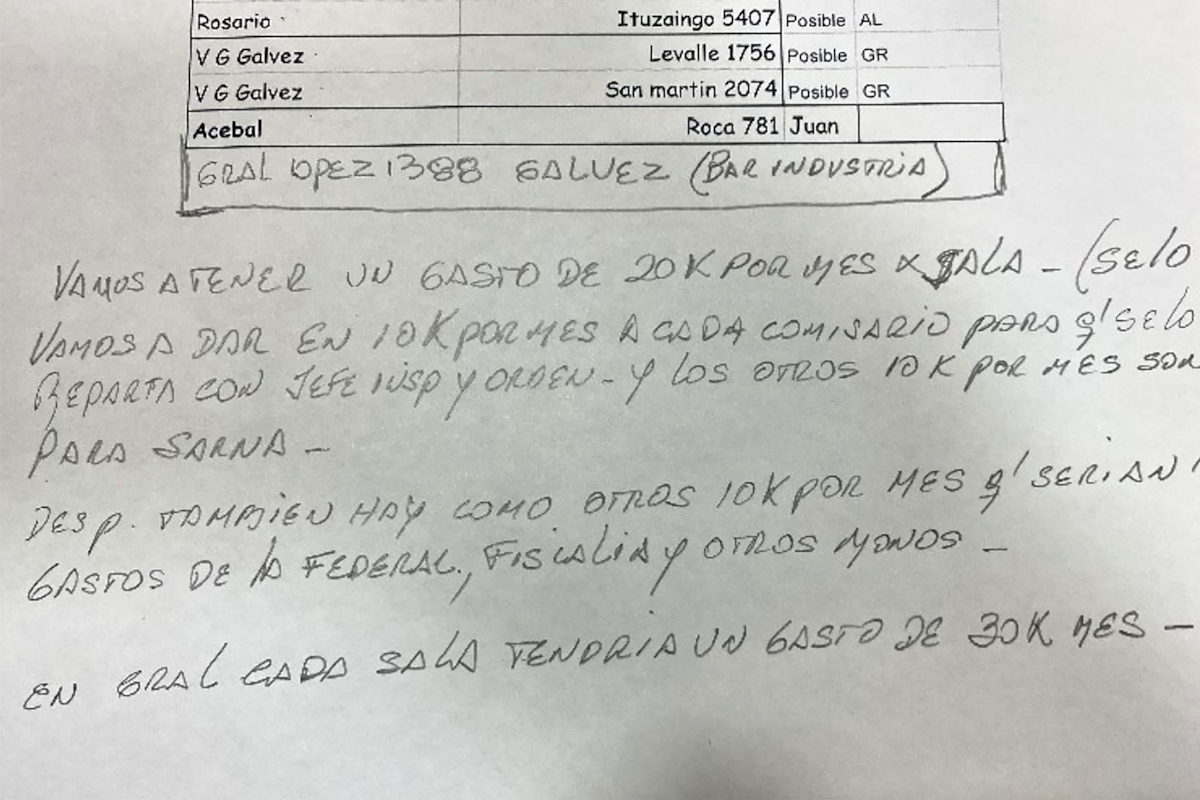 Rosario Ituzaingo 5407 Posible AL
V G Galvez Levalle 1756 Posible GR
V G Galvez San martin 2074 Posible GR
Acebal Roca 781 Juan
GRAL LOPEZ 1388 GALVEZ (BAR INDUSTRIA)
VAMOS A TENER UN GASTO DE 20K POR MES X SALA - (SE LO
VAMOS A DAR EN 10K POR MES A CADA COMISARIO PARA q' SE LO
REPARTA CON JEFE INSP Y ORDEN - Y LOS OTROS 10K POR MES SON
PARA SARNA -
DESP. TAMBIEN HAY COMO OTROS 10K POR MES q' SERIAN
GASTOS DE LA FEDERAL, FISCALIA Y OTROS MONOS -
EN GRAL CADA SALA TENDRIA UN GASTO DE 30K MES -